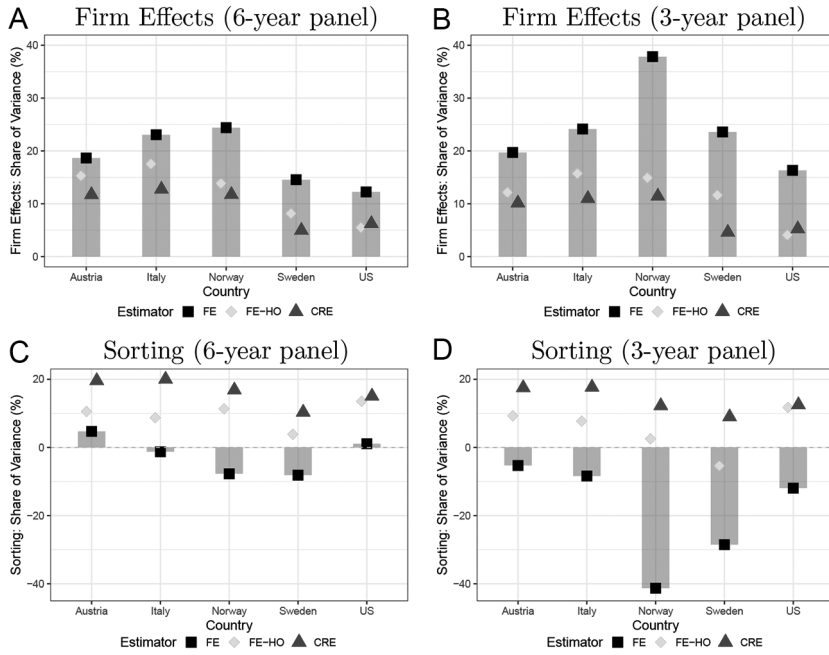 A
Firm Effects (6-year panel)
Firm Effects: Share of Variance (%)
40
30
20
10
0
Austria Italy Norway Sweden US
Country
Estimator FE FE-HO CRE
B
Firm Effects (3-year panel)
Firm Effects: Share of Variance (%)
40
30
20
10
0
Austria Italy Norway Sweden US
Country
Estimator FE FE-HO CRE
C
Sorting (6-year panel)
Sorting: Share of Variance (%)
20
0
−20
−40
Austria Italy Norway Sweden US
Country
Estimator FE FE-HO CRE
D
Sorting (3-year panel)
Sorting: Share of Variance (%)
20
0
−20
−40
Austria Italy Norway Sweden US
Country
Estimator FE FE-HO CRE